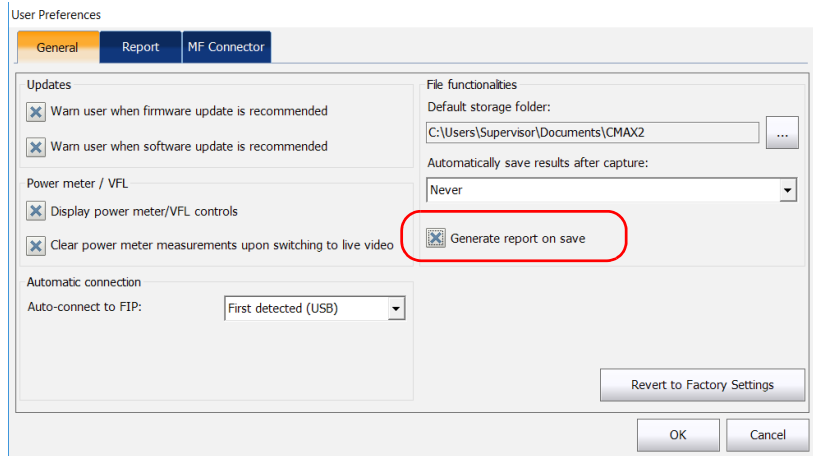 User Preferences
General
Report
MF Connector
Updates
Warn user when firmware update is recommended
Warn user when software update is recommended
Power meter / VFL
Display power meter/VFL controls
Clear power meter measurements upon switching to live video
Automatic connection
Auto-connect to FIP:
First detected (USB)
File functionalities
Default storage folder:
C:\Users\Supervisor\Documents\CMAX2
...
Automatically save results after capture:
Never
Generate report on save
Revert to Factory Settings
OK
Cancel